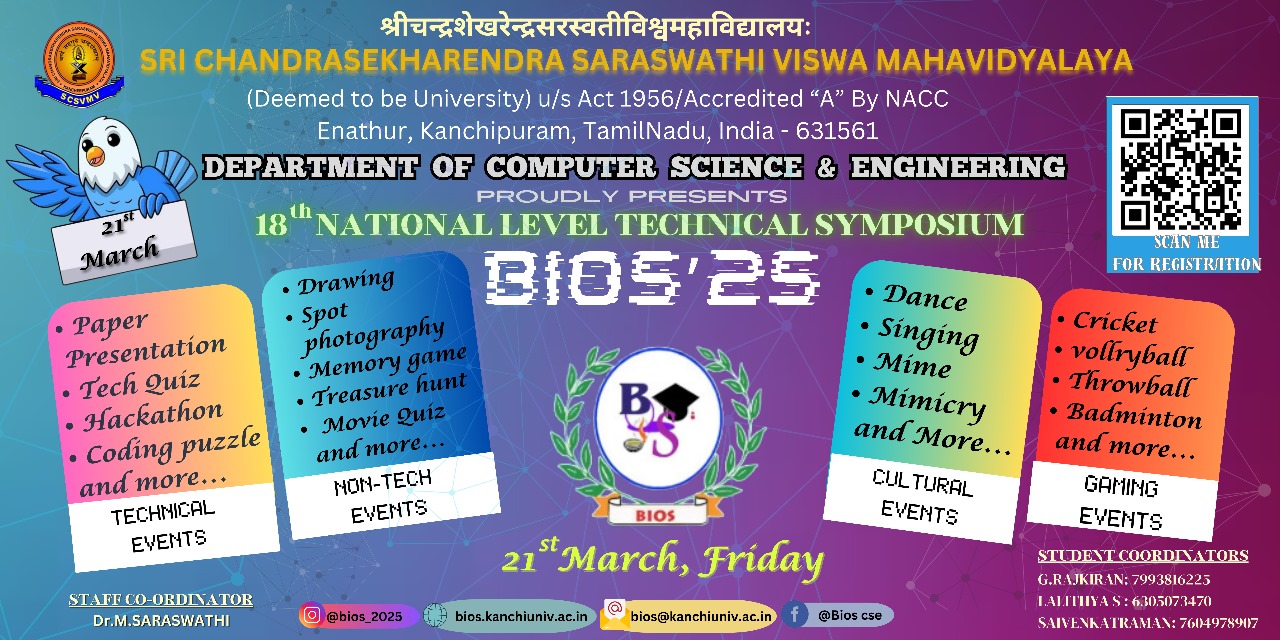 श्रीचन्द्रशेखरेन्द्रसरस्वतीविश्वमहाविद्यालयः
SRI CHANDRASEKHARENDRA SARASWATHI VISWA MAHAVIDYALAYA
(Deemed to be University) u/s Act 1956/Accredited “A” By NACC
Enathur, Kanchipuram, TamilNadu, India - 631561
SCSVMV
DEPARTMENT OF COMPUTER SCIENCE & ENGINEERING
PROUDLY PRESENTS
18th NATIONAL LEVEL TECHNICAL SYMPOSIUM
BIOS'25
21st
March
SCAN ME
FOR REGISTRATION
• Paper
Presentation
• Tech Quiz
• Hackathon
• Coding puzzle
and more...
TECHNICAL
EVENTS
• Drawing
• Spot
photography
• Memory game
• Treasure hunt
• Movie Quiz
and more...
NON-TECH
EVENTS
BIOS
BIOS
• Dance
• Singing
• Mime
• Mimicry
and More...
CULTURAL
EVENTS
• Cricket
• vollryball
• Throwball
• Badminton
and more...
GAMING
EVENTS
21st March, Friday
STAFF CO-ORDINATOR
Dr.M.SARASWATHI
@bios_2025
bios.kanchiuniv.ac.in
bios@kanchiuniv.ac.in
@Bios cse
STUDENT COORDINATORS
G.RAJKIRAN: 7993816225
LALITHYA S : 6305073470
SAIVENKATRAMAN: 7604978907